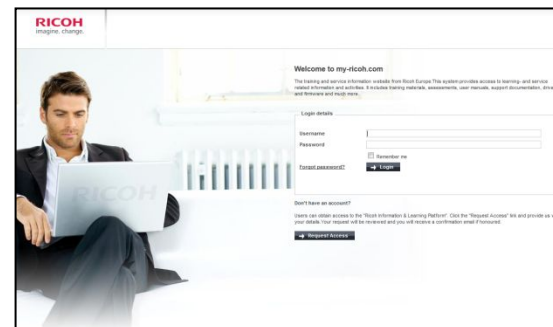 RICOH
imagine. change.
RICOH
Welcome to my-ricoh.com
The training and service information website from Ricoh Europe. This system provides access to learning- and service
related information and activities. It includes training materials, assessments, user manuals, support documentation, drive
and firmware and much more.
Login details
Username
Password
Remember me
Forgot password?
Login
Don't have an account?
Users can obtain access to the "Ricoh Information & Learning Platform". Click the "Request Access" link and provide us w
your details. Your request will be reviewed and you will receive a confirmation email if honoured.
Request Access